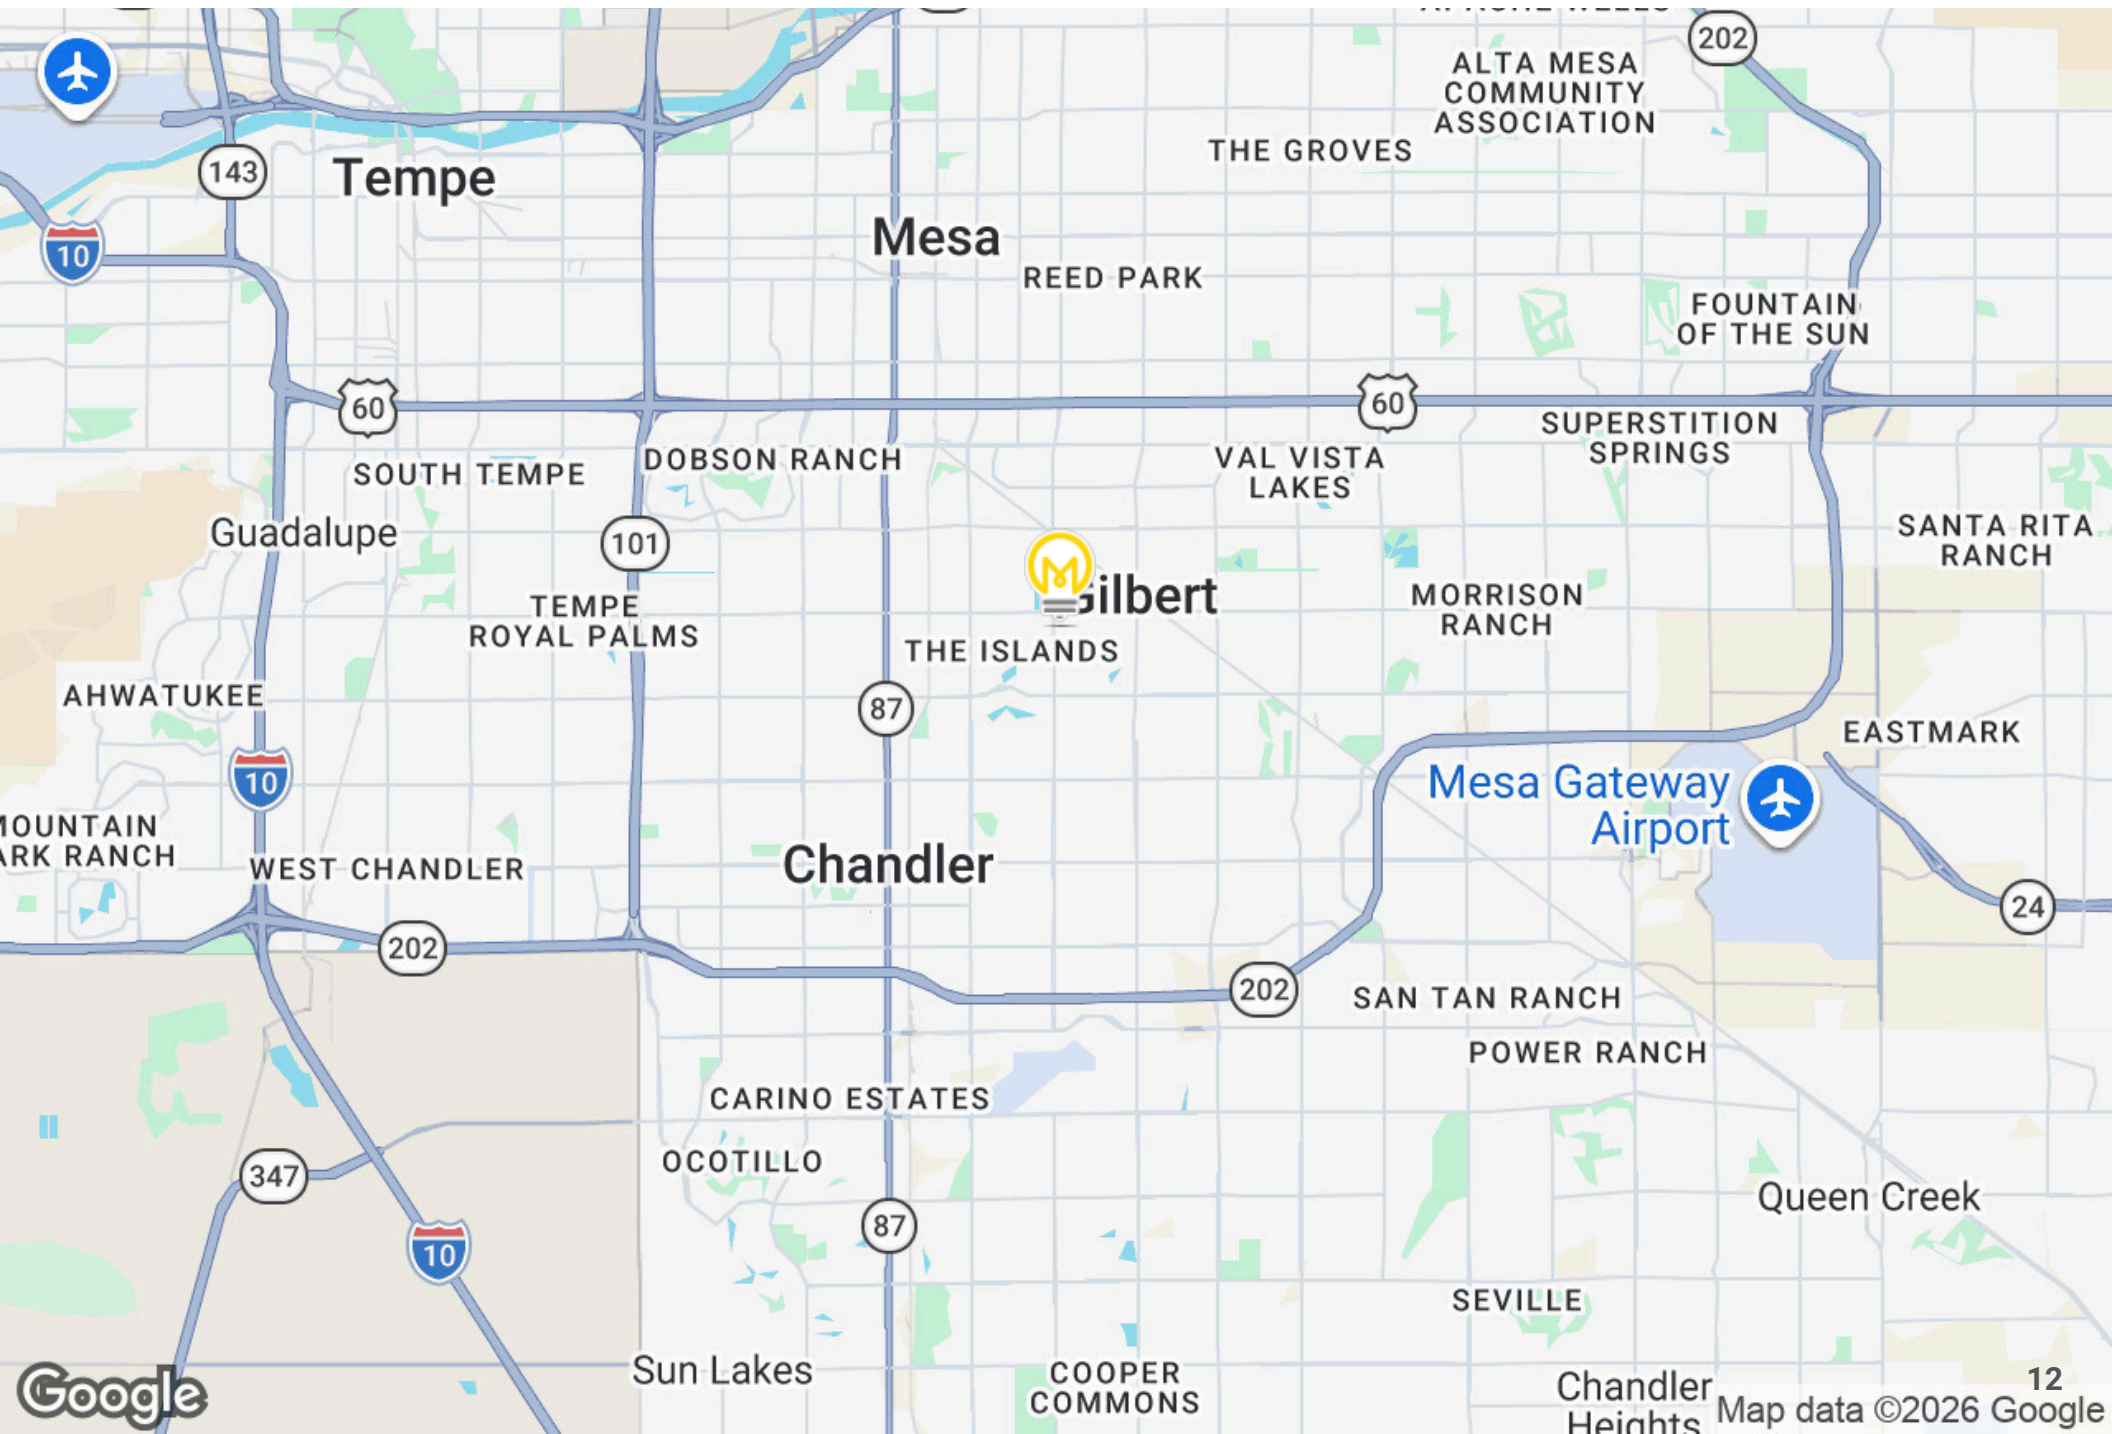 APACHE WELLS
202
ALTA MESA
COMMUNITY
ASSOCIATION
THE GROVES
143
Tempe
Mesa
10
REED PARK
FOUNTAIN
OF THE SUN
60
60
SUPERSTITION
SPRINGS
SOUTH TEMPE
DOBSON RANCH
VAL VISTA
LAKES
Guadalupe
101
SANTA RITA
RANCH
M
Gilbert
TEMPE
ROYAL PALMS
MORRISON
RANCH
THE ISLANDS
AHWATUKEE
87
EASTMARK
10
Mesa Gateway
Airport
MOUNTAIN
ARK RANCH
WEST CHANDLER
Chandler
24
202
202
SAN TAN RANCH
POWER RANCH
CARINO ESTATES
OCOTILLO
347
Queen Creek
87
10
SEVILLE
Sun Lakes
COOPER
COMMONS
Chandler
Heights
12
Google
Map data ©2026 Google